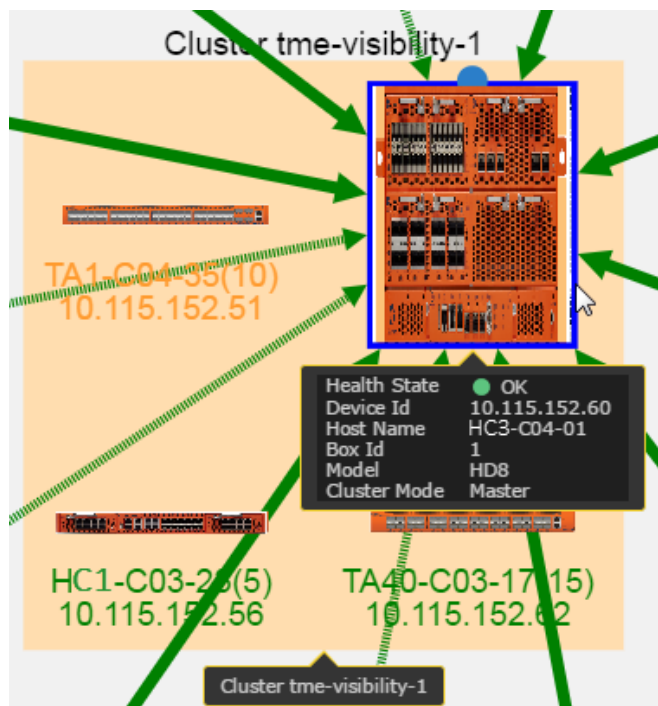 Cluster tme-visibility-1
TA1-C04-35(10)
10.115.152.51
Health State OK
Device Id 10.115.152.60
Host Name HC3-C04-01
Box Id 1
Model HD8
Cluster Mode Master
HC1-C03-28(5)
10.115.152.56
TA40-C03-17(15)
10.115.152.62
Cluster tme-visibility-1